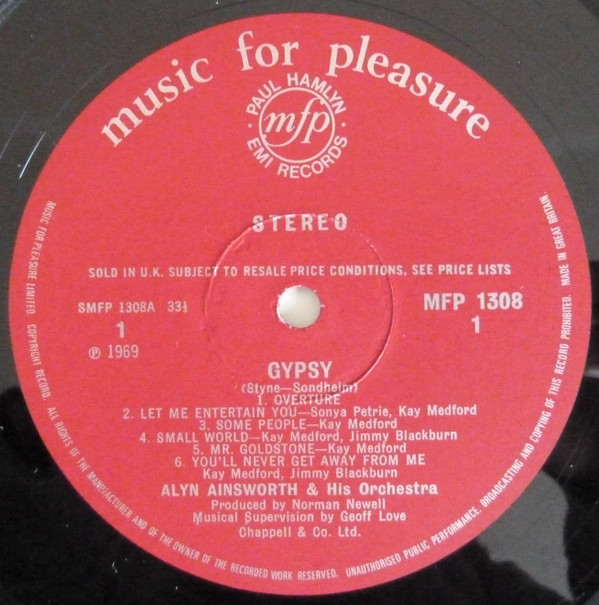 music for pleasure
PAUL HAMLYN
mfp
EMI RECORDS
STEREO
SOLD IN U.K. SUBJECT TO RESALE PRICE CONDITIONS, SEE PRICE LISTS
SMFP 1308A 33⅓
MFP 1308
1
1
℗ 1969
GYPSY
(Styne—Sondheim)
1. OVERTURE
2. LET ME ENTERTAIN YOU—Sonya Petrie, Kay Medford
3. SOME PEOPLE—Kay Medford
4. SMALL WORLD—Kay Medford, Jimmy Blackburn
5. MR. GOLDSTONE—Kay Medford
6. YOU'LL NEVER GET AWAY FROM ME
Kay Medford, Jimmy Blackburn
ALYN AINSWORTH & His Orchestra
Produced by Norman Newell
Musical Supervision by Geoff Love
Chappell & Co. Ltd.
MUSIC FOR PLEASURE LIMITED. COPYRIGHT RECORD. ALL RIGHTS OF THE MANUFACTURER AND OF THE OWNER OF THE RECORDED WORK RESERVED. UNAUTHORISED PUBLIC PERFORMANCE, BROADCASTING AND COPYING OF THIS RECORD PROHIBITED. MADE IN GREAT BRITAIN.